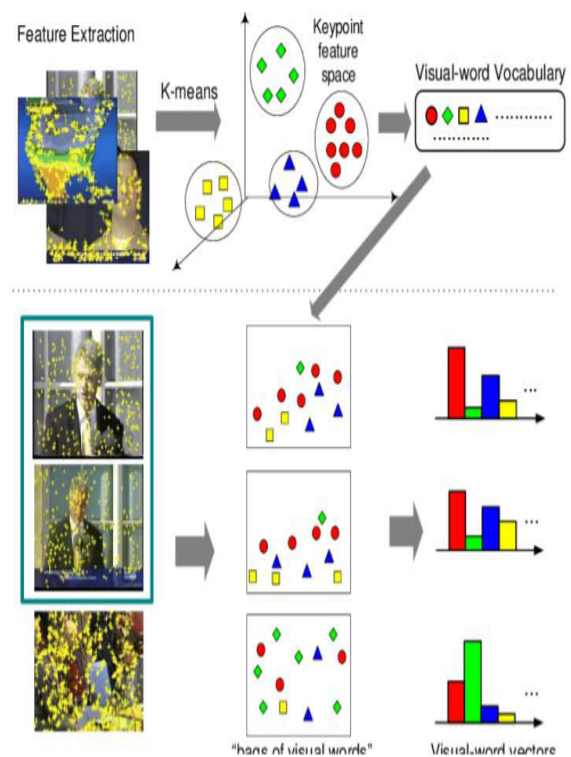 Feature Extraction
K-means
Keypoint
feature
space
Visual-word Vocabulary
.............
............
...
...
...
"bags of visual words"
Visual-word vectors